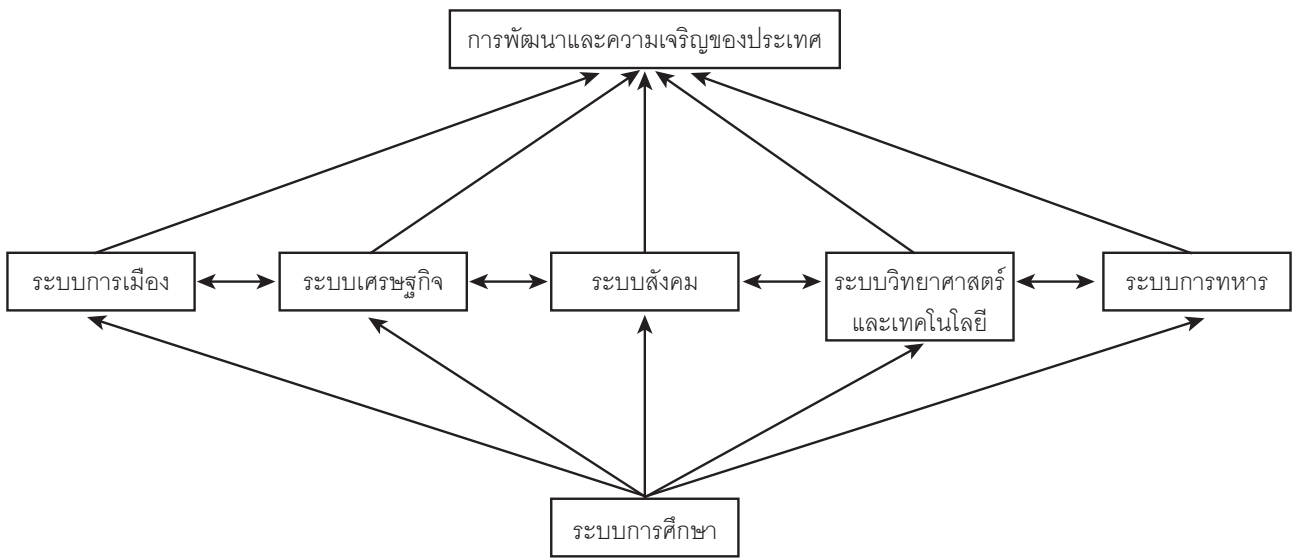 การพัฒนาและความเจริญของประเทศ
ระบบการเมือง
ระบบเศรษฐกิจ
ระบบสังคม
ระบบวิทยาศาสตร์
และเทคโนโลยี
ระบบการทหาร
ระบบการศึกษา